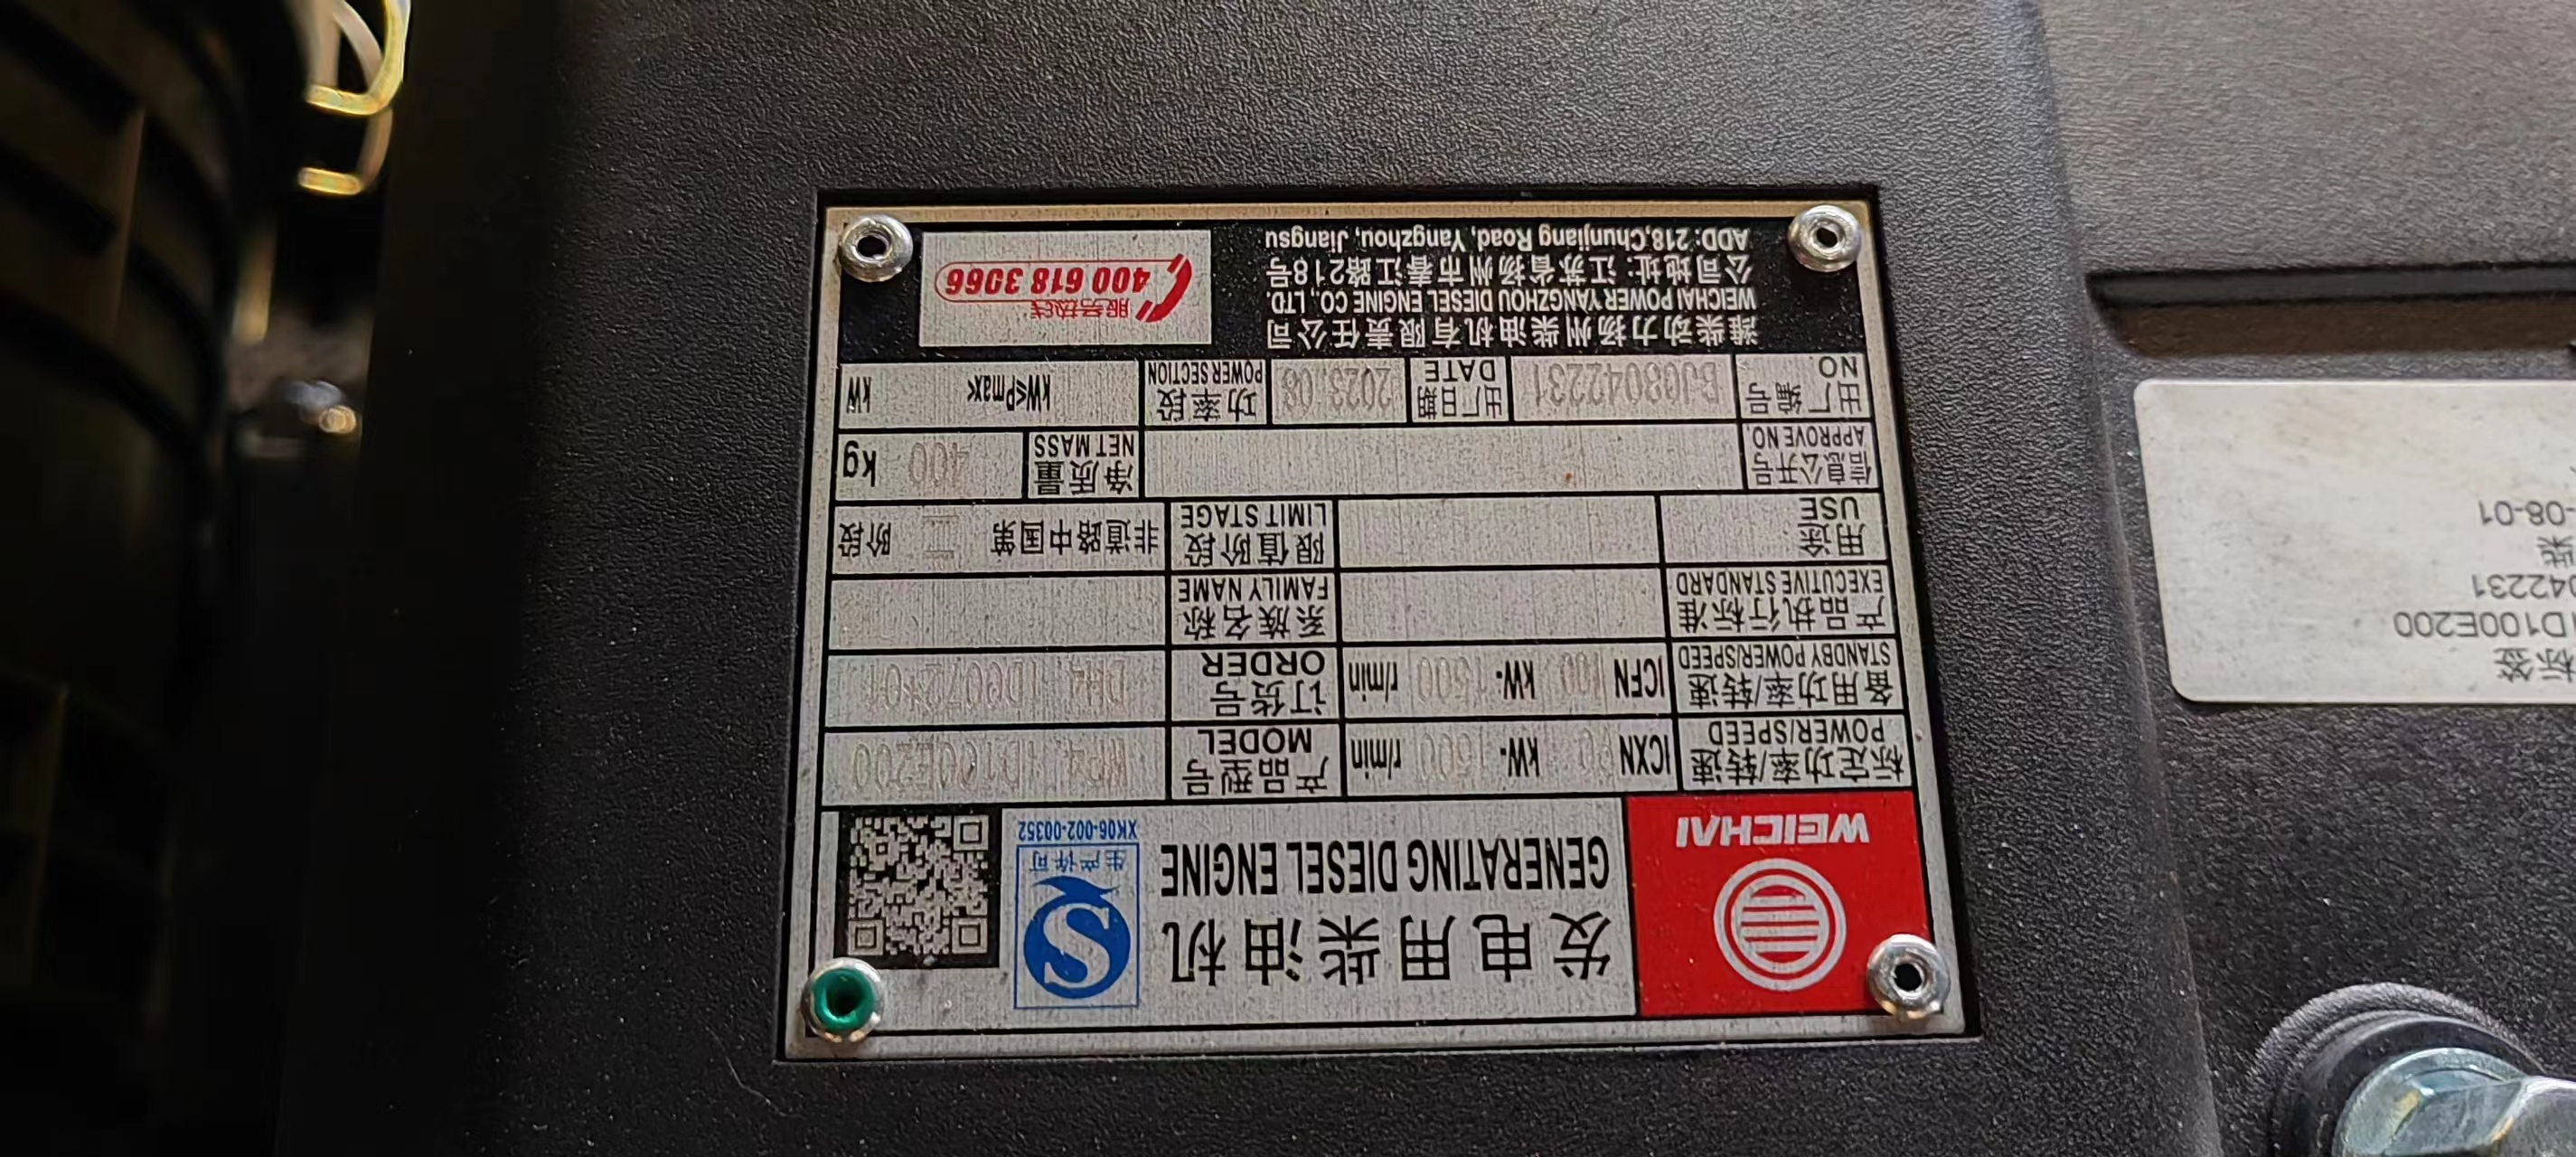 WEICHAI
发电用柴油机
GENERATING DIESEL ENGINE
生产许可
XK06-002-00352
标定功率/转速 ICXN 90 kW· 1500 r/min 产品型号 WP4.1D100E200
POWER/SPEED MODEL
备用功率/转速 ICFN 100 kW· 1500 r/min 订货号
STANDBY POWER/SPEED ORDER
产品执行标准 系族名称
EXECUTIVE STANDARD FAMILY NAME
用途 限值阶段 非道路中国第 三 阶段
USE LIMIT STAGE
信息公开号 净质量 400 kg
APPROVE NO NET MASS
出厂编号 BJ08042231 出厂日期 2023.08 功率段 kW≤Pmax< kW
NO. DATE POWER SECTION
潍柴动力扬州柴油机有限责任公司
WEICHAI POWER YANGZHOU DIESEL ENGINE CO., LTD.
公司地址: 江苏省扬州市春江路218号
ADD: 218,Chunjiang Road, Yangzhou, Jiangsu
服务热线
400 618 3066
标签
1D100E200
042231
柴
-08-01